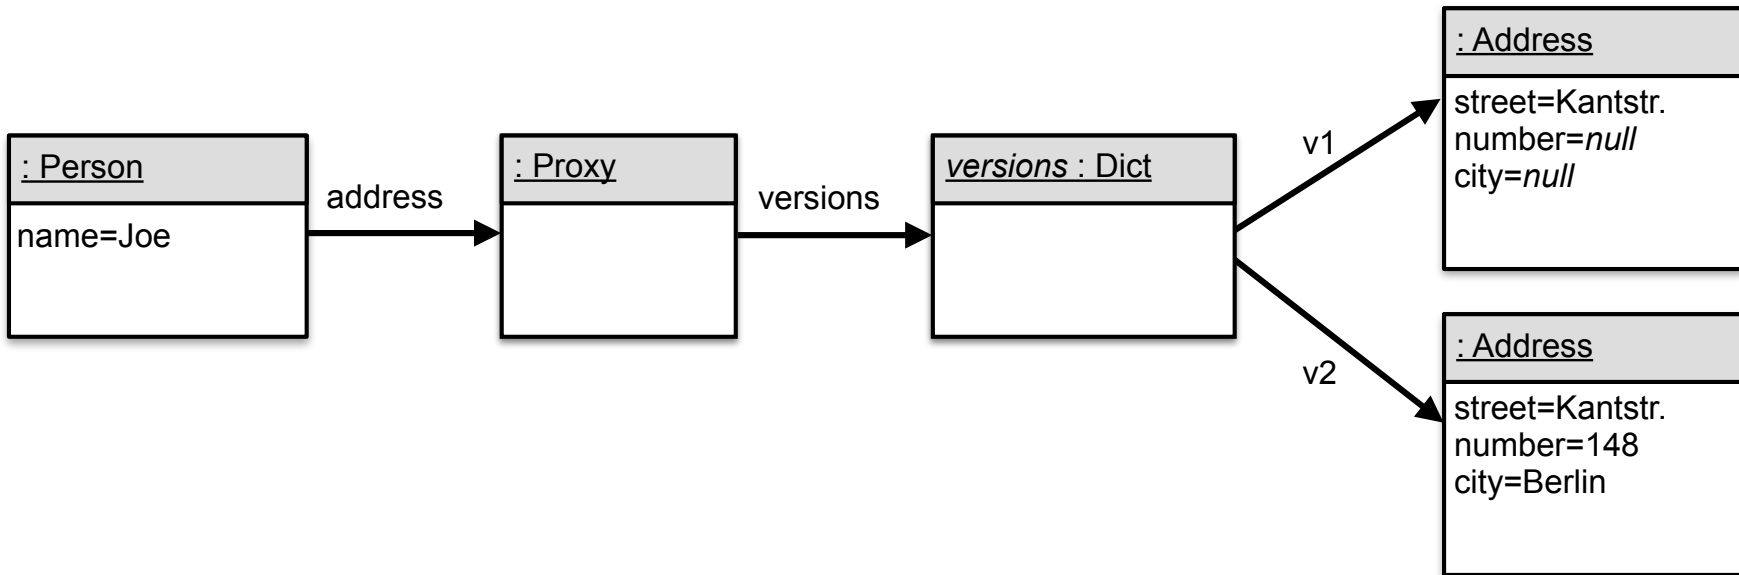 : Person
name=Joe
address
: Proxy
versions
versions : Dict
v1
v2
: Address
street=Kantstr.
number=null
city=null
: Address
street=Kantstr.
number=148
city=Berlin